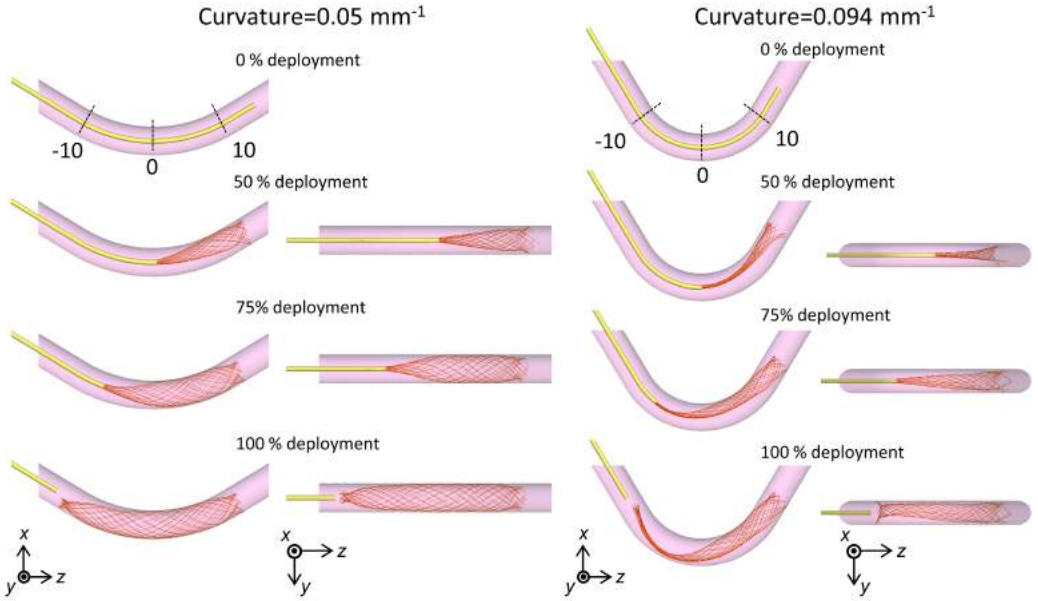 Curvature=0.05 mm⁻¹
Curvature=0.094 mm⁻¹
0 % deployment
0 % deployment
-10
0
10
-10
0
10
50 % deployment
50 % deployment
75% deployment
75% deployment
100 % deployment
100 % deployment
x
y
z
x
z
y
x
y
z
x
z
y